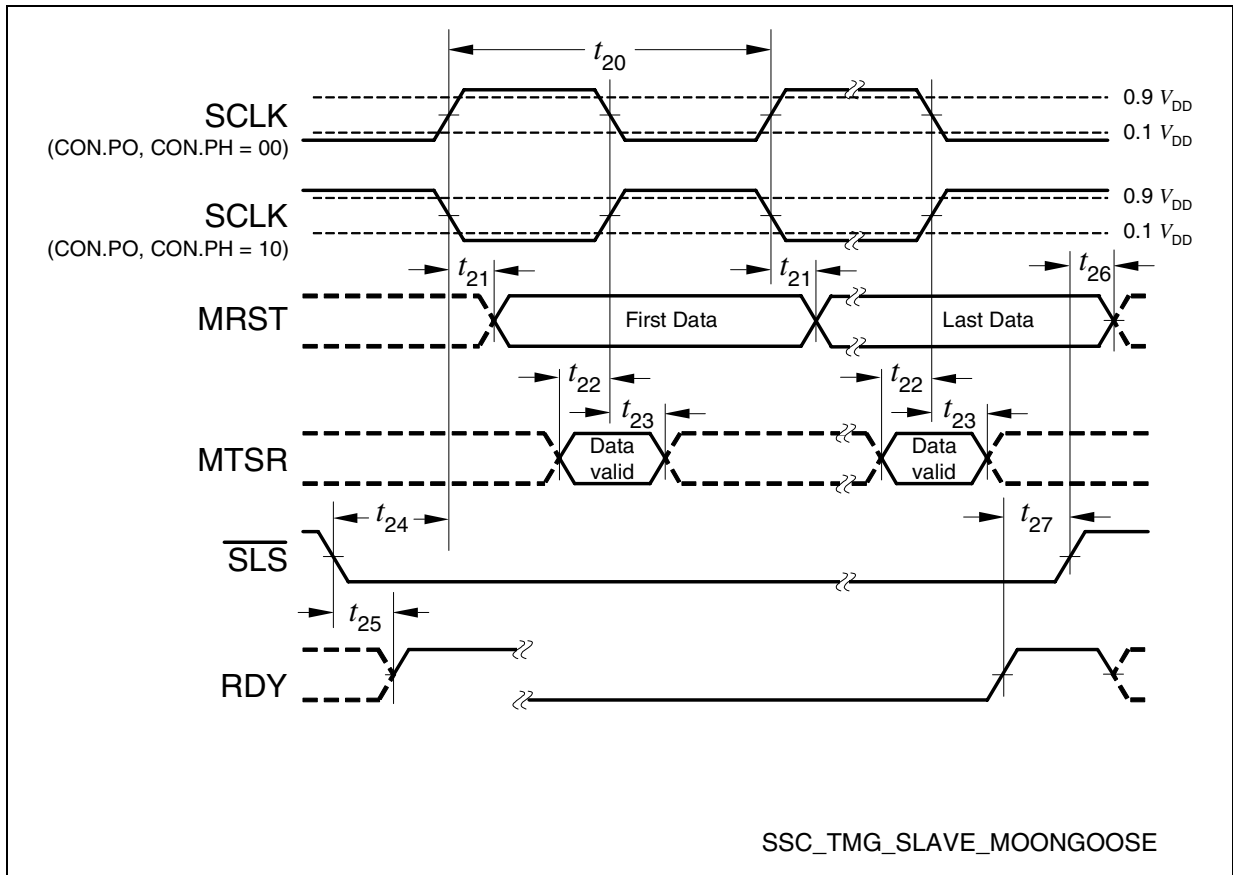 t20
SCLK
(CON.PO, CON.PH = 00)
0.9 VDD
0.1 VDD
SCLK
(CON.PO, CON.PH = 10)
0.9 VDD
0.1 VDD
t21
t21
t26
MRST
First Data
Last Data
t22
t22
t23
t23
MTSR
Data
valid
Data
valid
t24
t27
SLS
t25
RDY
SSC_TMG_SLAVE_MOONGOOSE